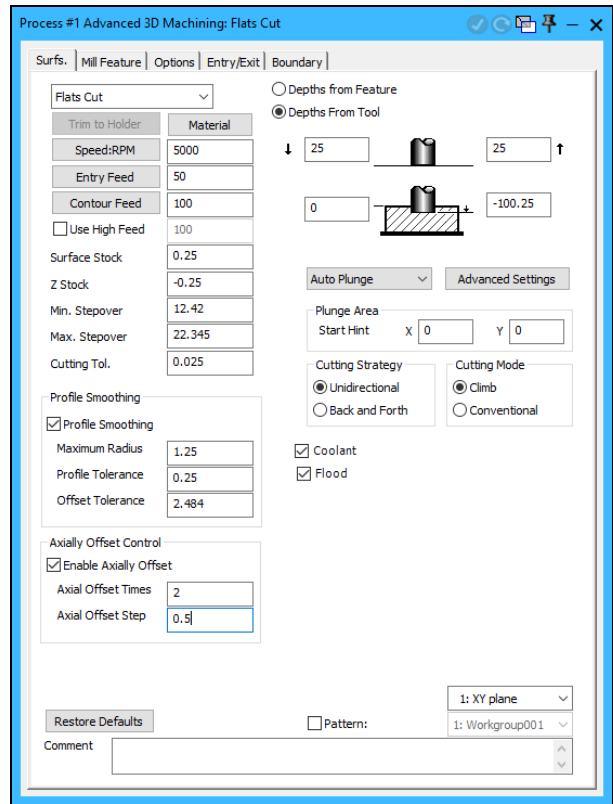 Process #1 Advanced 3D Machining: Flats Cut
Surfs. Mill Feature Options Entry/Exit Boundary
Flats Cut
Trim to Holder Material
Speed:RPM 5000
Entry Feed 50
Contour Feed 100
Use High Feed 100
Surface Stock 0.25
Z Stock -0.25
Min. Stepover 12.42
Max. Stepover 22.345
Cutting Tol. 0.025
Profile Smoothing
Profile Smoothing
Maximum Radius 1.25
Profile Tolerance 0.25
Offset Tolerance 2.484
Axially Offset Control
Enable Axially Offset
Axial Offset Times 2
Axial Offset Step 0.5
Depths from Feature
Depths From Tool
25 25
0 -100.25
Auto Plunge Advanced Settings
Plunge Area
Start Hint X 0 Y 0
Cutting Strategy
Unidirectional
Back and Forth
Cutting Mode
Climb
Conventional
Coolant
Flood
1: XY plane
Restore Defaults Pattern: 1: Workgroup001
Comment